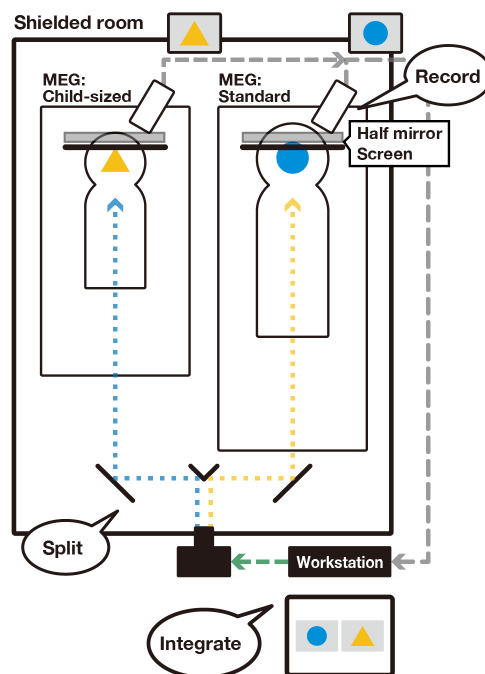 Shielded room
MEG:
Child-sized
MEG:
Standard
Record
Half mirror
Screen
Split
Workstation
Integrate